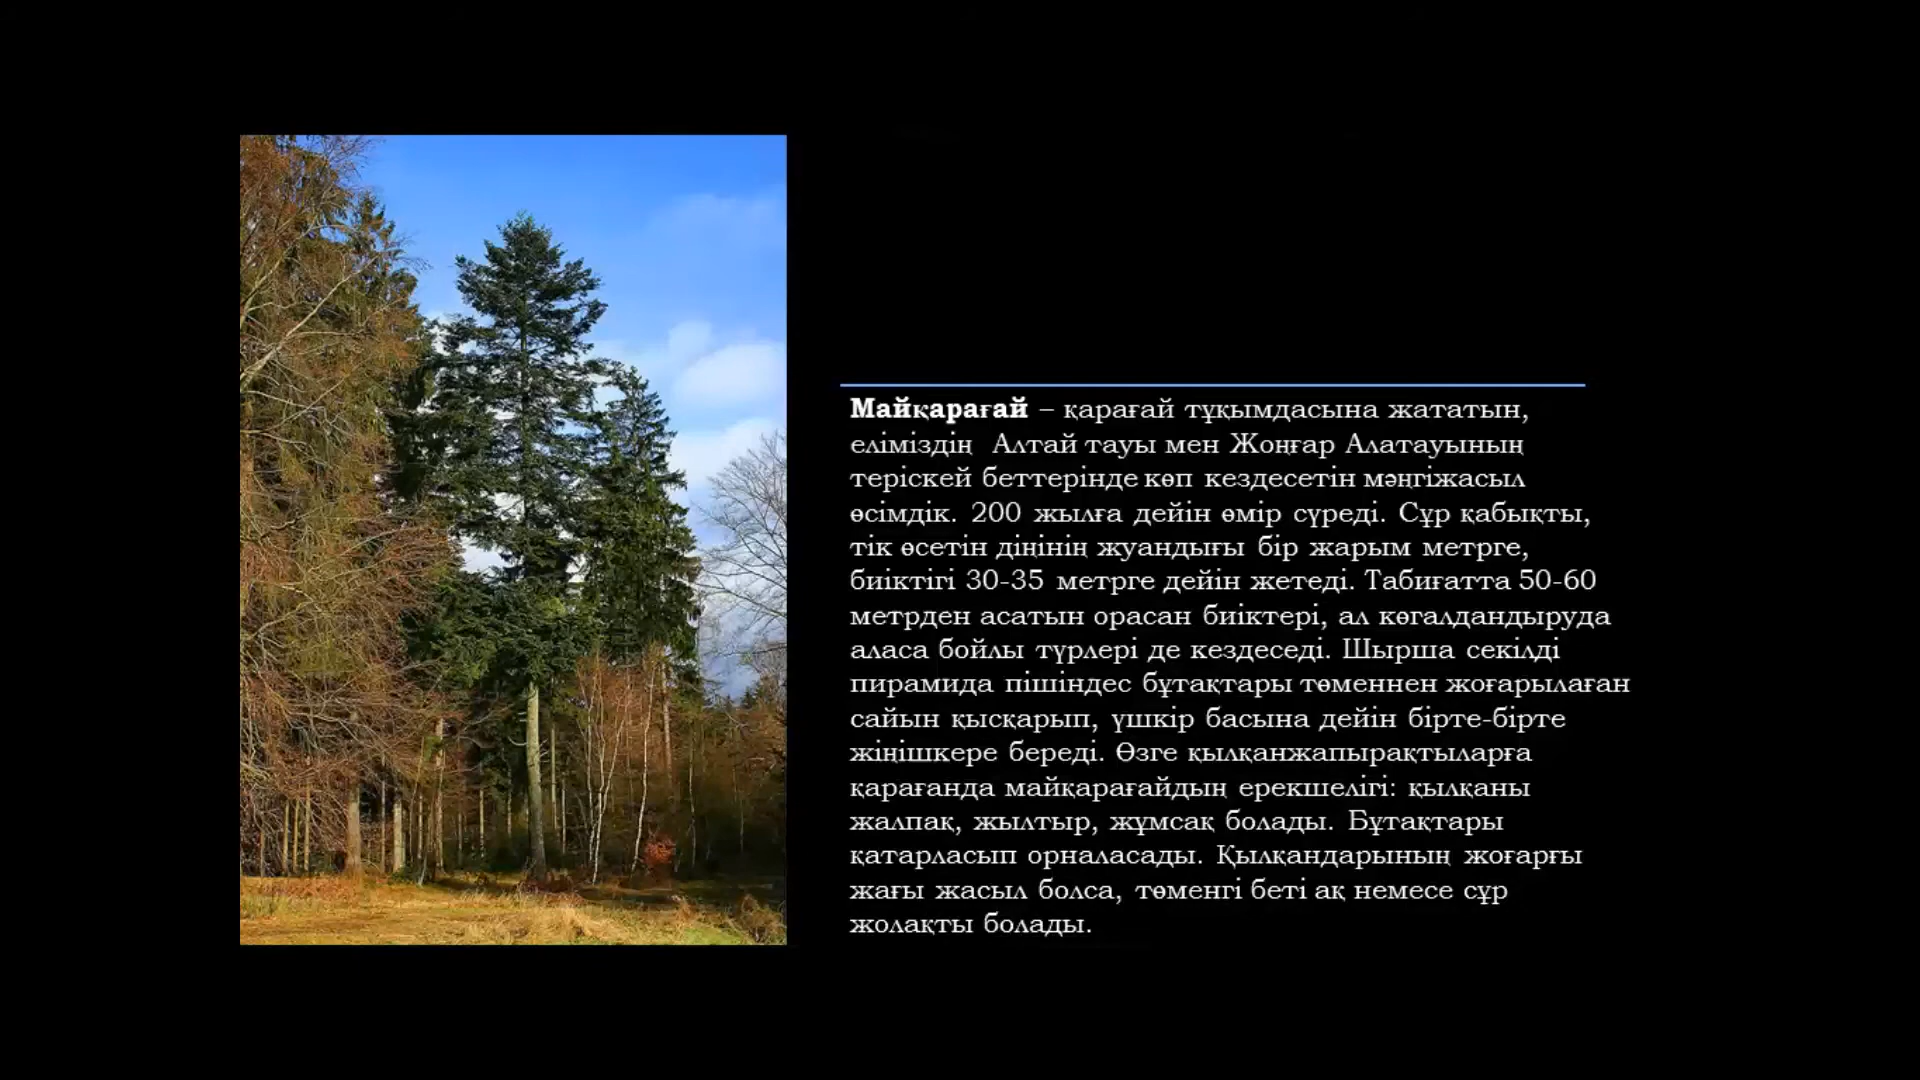 Майқарағай – қарағай тұқымдасына жататын,
еліміздің Алтай тауы мен Жоңғар Алатауының
теріскей беттерінде көп кездесетін мәңгіжасыл
өсімдік. 200 жылға дейін өмір сүреді. Сұр қабықты,
тік өсетін діңінің жуандығы бір жарым метрге,
биіктігі 30-35 метрге дейін жетеді. Табиғатта 50-60
метрден асатын орасан биіктері, ал көгалдандыруда
аласа бойлы түрлері де кездеседі. Шырша секілді
пирамида пішіндес бұтақтары төменнен жоғарылаған
сайын қысқарып, үшкір басына дейін бірте-бірте
жіңішкере береді. Өзге қылқанжапырақтыларға
қарағанда майқарағайдың ерекшелігі: қылқаны
жалпақ, жылтыр, жұмсақ болады. Бұтақтары
қатарласып орналасады. Қылқандарының жоғарғы
жағы жасыл болса, төменгі беті ақ немесе сұр
жолақты болады.